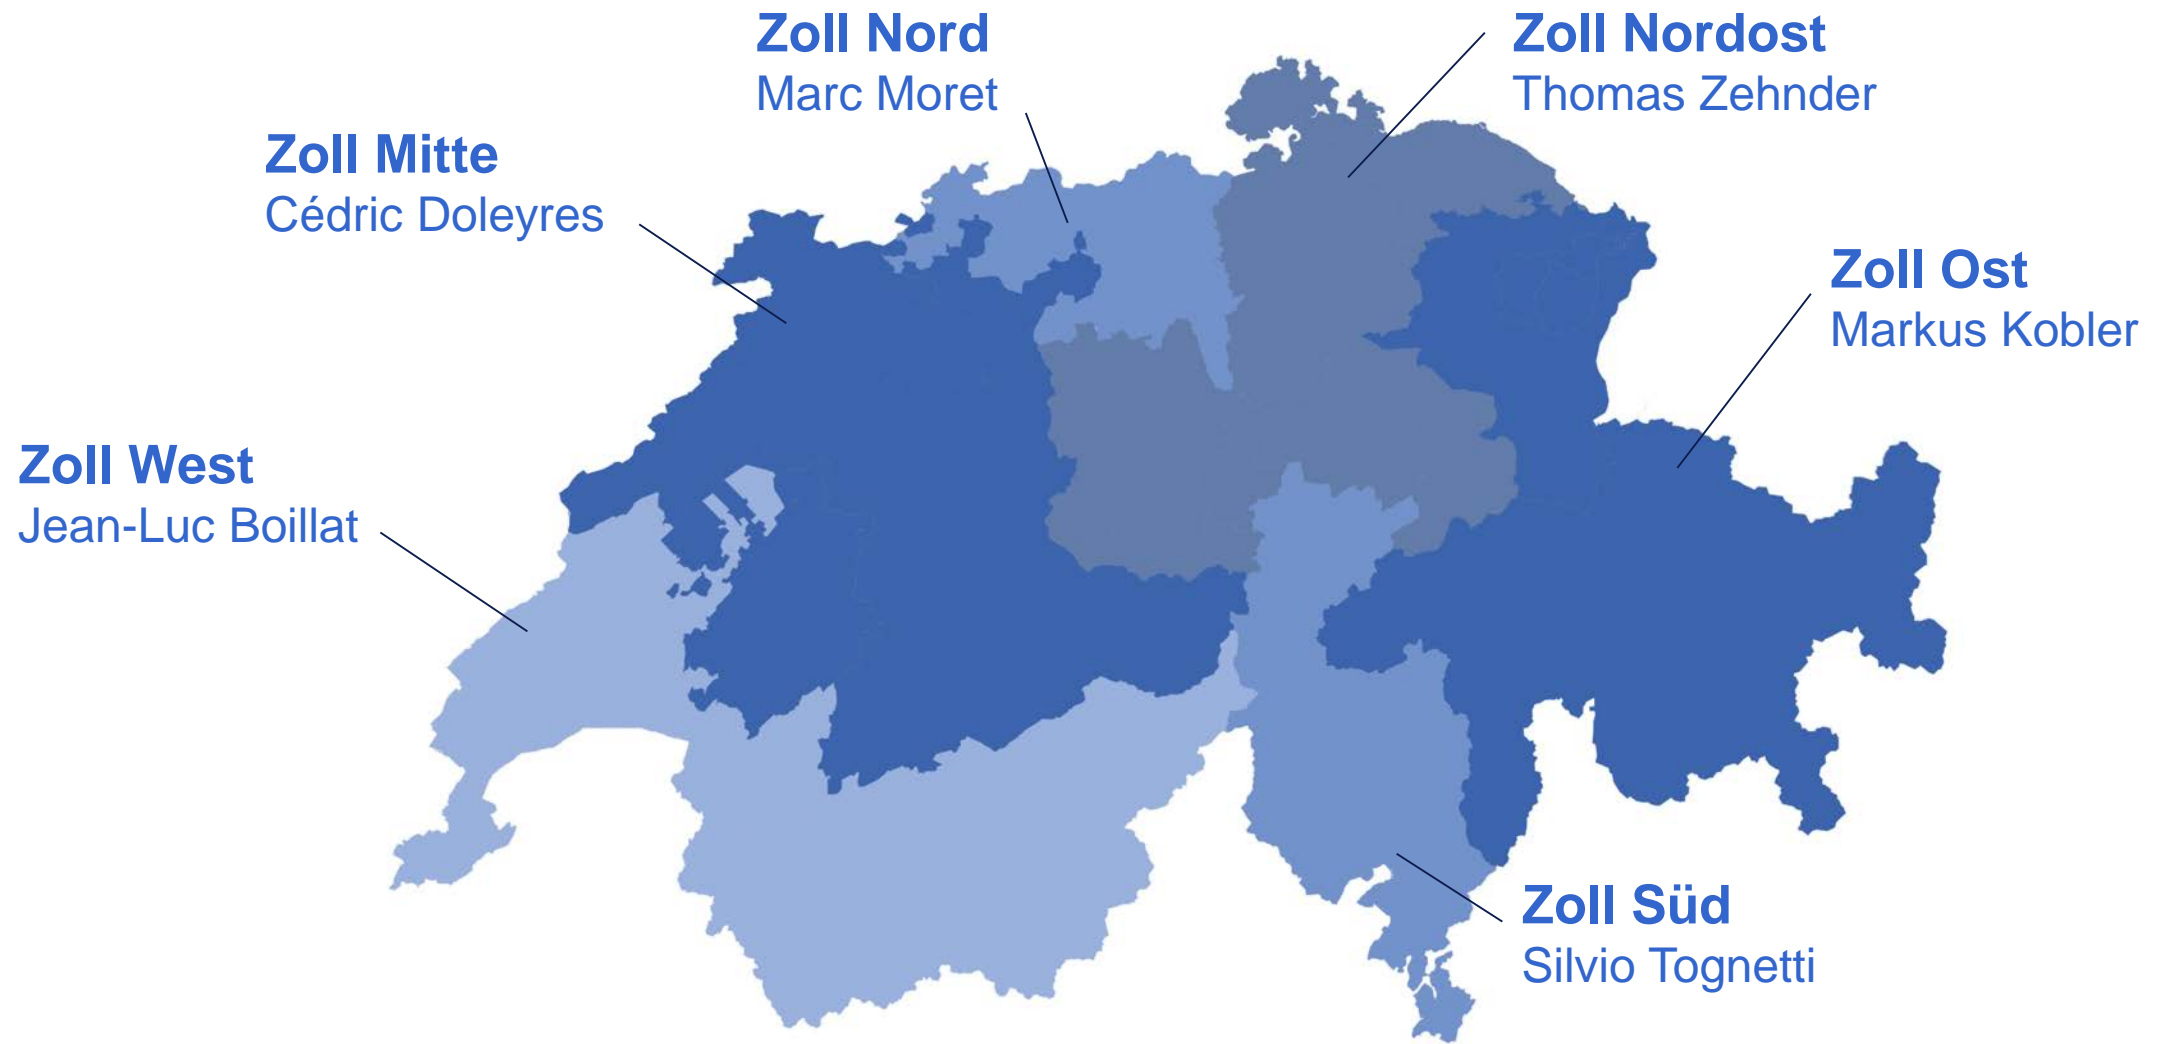 Zoll Nord
Marc Moret
Zoll Nordost
Thomas Zehnder
Zoll Mitte
Cédric Doleyres
Zoll Ost
Markus Kobler
Zoll West
Jean-Luc Boillat
Zoll Süd
Silvio Tognetti